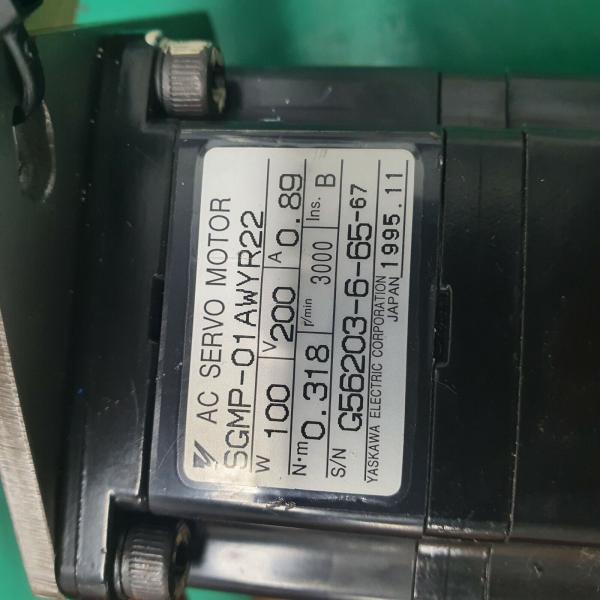 AC SERVO MOTOR
SGMP-01AWYR22
W 100 V 200 A 0.89
N·m 0.318 r/min 3000 Ins. B
S/N G56203-6-65-67
YASKAWA ELECTRIC CORPORATION
JAPAN 1995.11